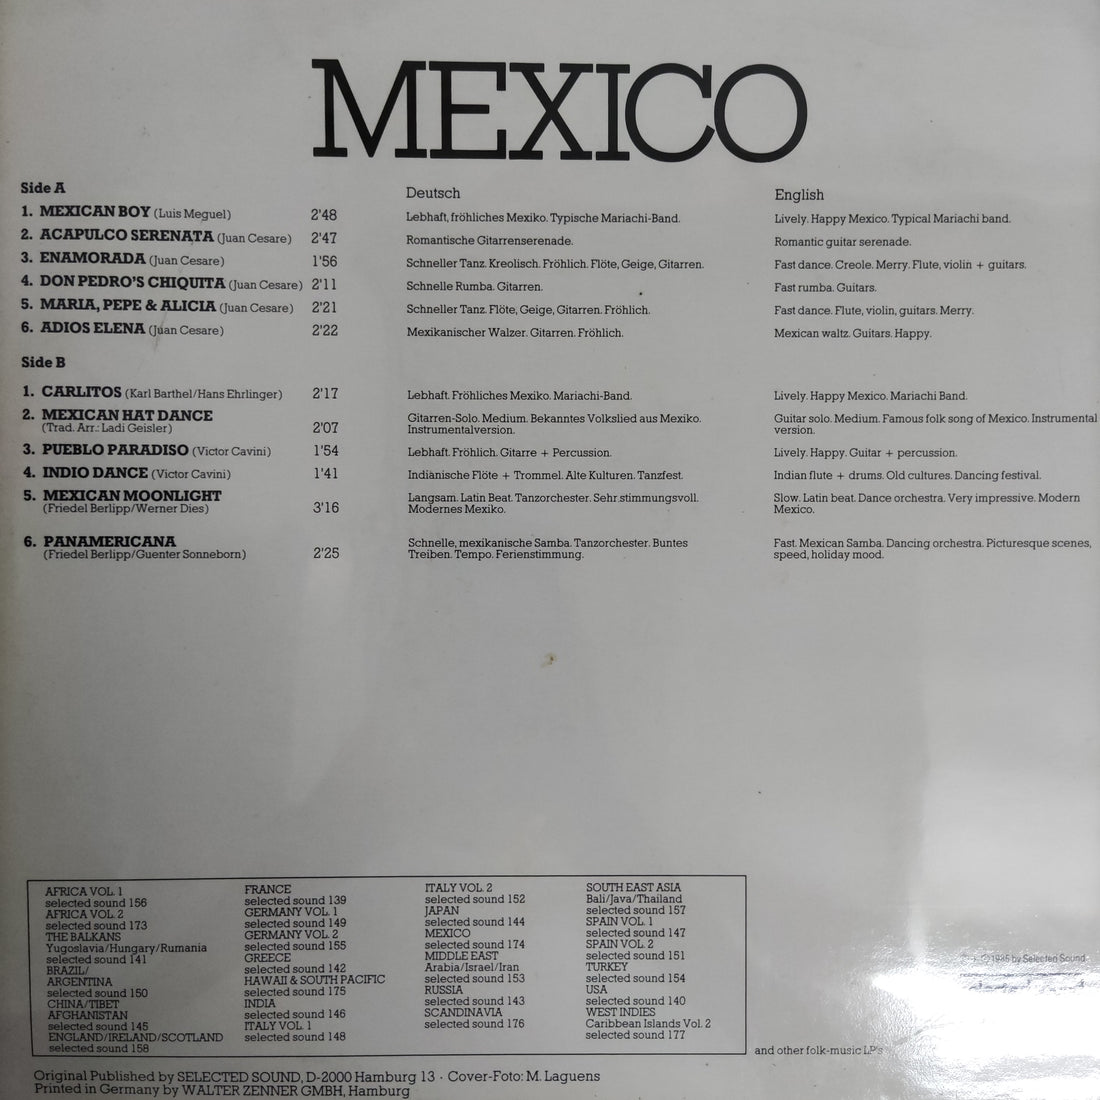 MEXICO
Side A
Deutsch
English
1. MEXICAN BOY (Luis Meguel) 2'48 Lebhaft, fröhliches Mexiko. Typische Mariachi-Band. Lively. Happy Mexico. Typical Mariachi band.
2. ACAPULCO SERENATA (Juan Cesare) 2'47 Romantische Gitarrenserenade. Romantic guitar serenade.
3. ENAMORADA (Juan Cesare) 1'56 Schneller Tanz. Kreolisch. Fröhlich. Flöte, Geige, Gitarren. Fast dance. Creole. Merry. Flute, violin + guitars.
4. DON PEDRO'S CHIQUITA (Juan Cesare) 2'11 Schnelle Rumba. Gitarren. Fast rumba. Guitars.
5. MARIA, PEPE & ALICIA (Juan Cesare) 2'21 Schneller Tanz. Flöte, Geige, Gitarren. Fröhlich. Fast dance. Flute, violin, guitars. Merry.
6. ADIOS ELENA (Juan Cesare) 2'22 Mexikanischer Walzer. Gitarren. Fröhlich. Mexican waltz. Guitars. Happy.
Side B
1. CARLITOS (Karl Barthel/Hans Ehrlinger) 2'17 Lebhaft. Fröhliches Mexiko. Mariachi-Band. Lively. Happy Mexico. Mariachi Band.
2. MEXICAN HAT DANCE Gitarren-Solo. Medium. Bekanntes Volkslied aus Mexiko. Guitar solo. Medium. Famous folk song of Mexico. Instrumental
(Trad. Arr.: Ladi Geisler) 2'07 Instrumentalversion. version.
3. PUEBLO PARADISO (Victor Cavini) 1'54 Lebhaft. Fröhlich. Gitarre + Percussion. Lively. Happy. Guitar + percussion.
4. INDIO DANCE (Victor Cavini) 1'41 Indianische Flöte + Trommel. Alte Kulturen. Tanzfest. Indian flute + drums. Old cultures. Dancing festival.
5. MEXICAN MOONLIGHT Langsam. Latin Beat. Tanzorchester. Sehr stimmungsvoll. Slow. Latin beat. Dance orchestra. Very impressive. Modern
(Friedel Berlipp/Werner Dies) 3'16 Modernes Mexiko. Mexico.
6. PANAMERICANA Schnelle, mexikanische Samba. Tanzorchester. Buntes Fast. Mexican Samba. Dancing orchestra. Picturesque scenes,
(Friedel Berlipp/Guenter Sonneborn) 2'25 Treiben. Tempo. Ferienstimmung. speed, holiday mood.
AFRICA VOL. 1
selected sound 156
AFRICA VOL. 2
selected sound 173
THE BALKANS
Yugoslavia/Hungary/Rumania
selected sound 141
BRAZIL/
ARGENTINA
selected sound 150
CHINA/TIBET
AFGHANISTAN
selected sound 145
ENGLAND/IRELAND/SCOTLAND
selected sound 158
FRANCE
selected sound 139
GERMANY VOL. 1
selected sound 149
GERMANY VOL. 2
selected sound 155
GREECE
selected sound 142
HAWAII & SOUTH PACIFIC
selected sound 175
INDIA
selected sound 146
ITALY VOL. 1
selected sound 148
ITALY VOL. 2
selected sound 152
JAPAN
selected sound 144
MEXICO
selected sound 174
MIDDLE EAST
Arabia/Israel/Iran
selected sound 153
RUSSIA
selected sound 143
SCANDINAVIA
selected sound 176
SOUTH EAST ASIA
Bali/Java/Thailand
selected sound 157
SPAIN VOL. 1
selected sound 147
SPAIN VOL. 2
selected sound 151
TURKEY
selected sound 154
USA
selected sound 140
WEST INDIES
Caribbean Islands Vol. 2
selected sound 177
© 1985 by Selected Sound
and other folk-music LP's
Original Published by SELECTED SOUND, D-2000 Hamburg 13 · Cover-Foto: M. Laguens
Printed in Germany by WALTER ZENNER GMBH, Hamburg